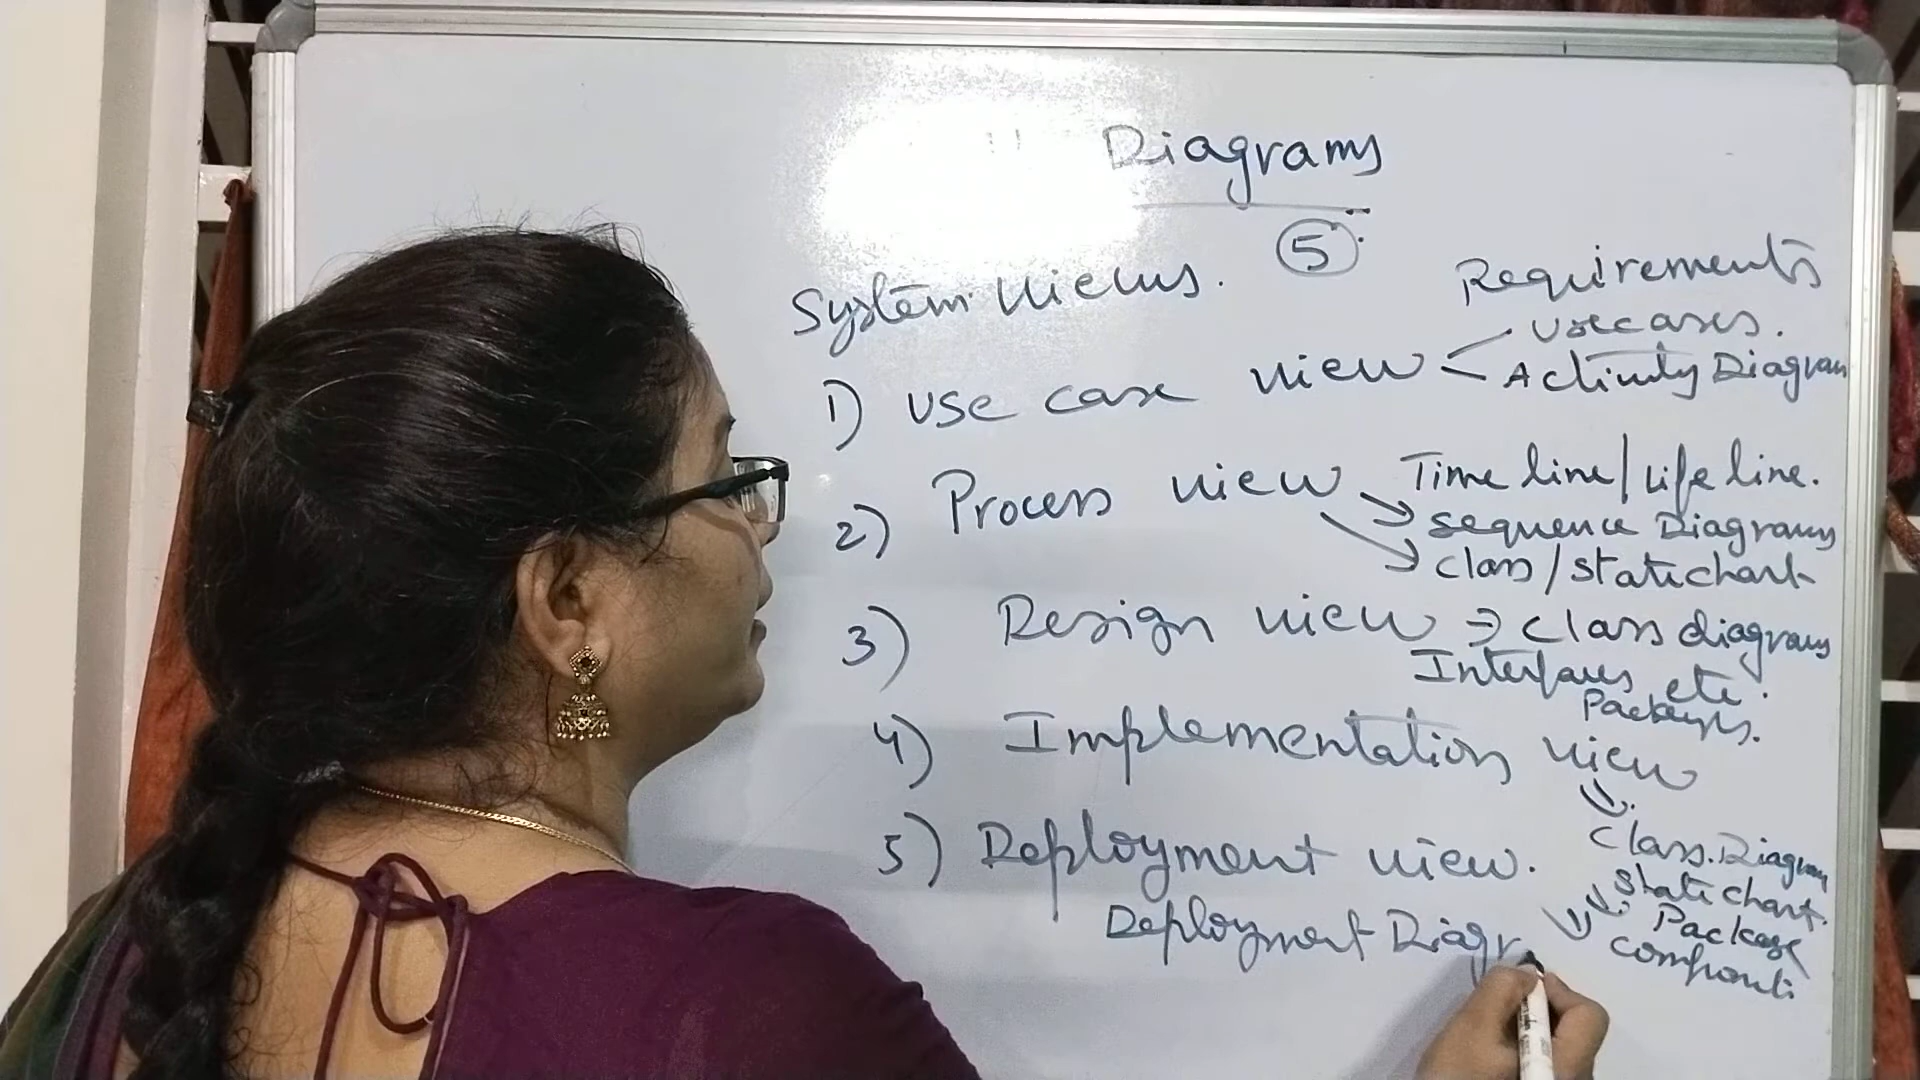 Diagrams
5
System Views.
Requirements
usecases.
1) Use case view
Activity Diagram
Time line/Life line.
2) Process view
sequence Diagrams
class/statechart
3) Design view → class diagrams
Interfaces etc.
Packages.
4) Implementation view
class Diagram
5) Deployment view.
State chart.
Package
Deployment Diagr